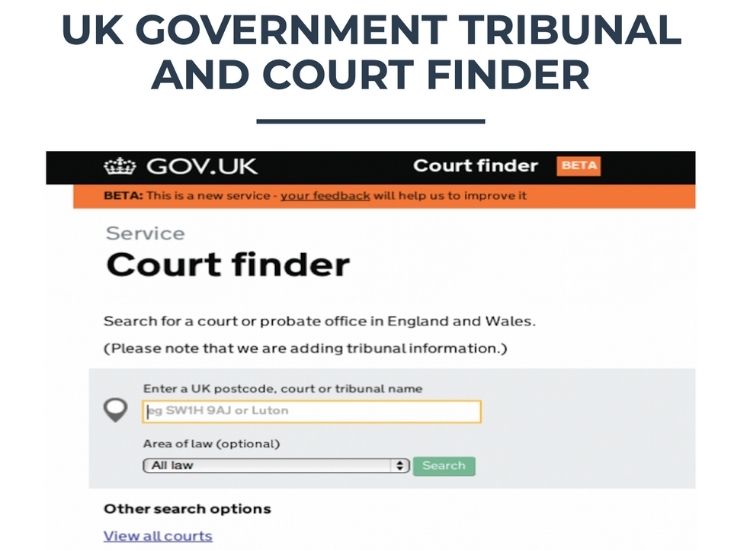 UK GOVERNMENT TRIBUNAL
AND COURT FINDER
GOV.UK Court finder BETA
BETA: This is a new service - your feedback will help us to improve it
Service
Court finder
Search for a court or probate office in England and Wales.
(Please note that we are adding tribunal information.)
Enter a UK postcode, court or tribunal name
eg SW1H 9AJ or Luton
Area of law (optional)
All law Search
Other search options
View all courts